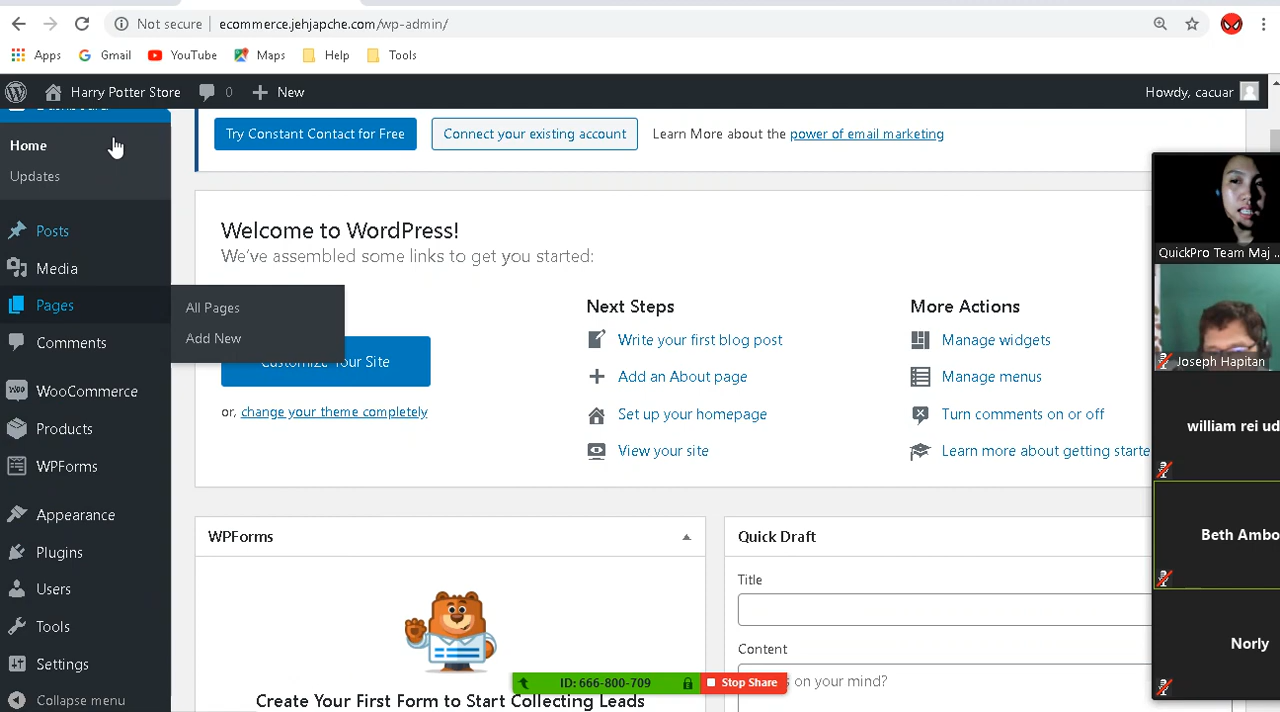 Not secure
ecommerce.jehjapche.com/wp-admin/
Apps
Gmail
YouTube
Maps
Help
Tools
Harry Potter Store
0
New
Howdy, cacuar
Home
Updates
Posts
Media
Pages
All Pages
Add New
Comments
WooCommerce
Products
WPForms
Appearance
Plugins
Users
Tools
Settings
Collapse menu
Try Constant Contact for Free
Connect your existing account
Learn More about the power of email marketing
Welcome to WordPress!
We've assembled some links to get you started:
Customize Your Site
or, change your theme completely
Next Steps
Write your first blog post
Add an About page
Set up your homepage
View your site
More Actions
Manage widgets
Manage menus
Turn comments on or off
Learn more about getting starte
WPForms
Create Your First Form to Start Collecting Leads
Quick Draft
Title
Content
on your mind?
ID: 666-800-709
Stop Share
QuickPro Team Maj ..
Joseph Hapitan
william rei ud
Beth Ambo
Norly